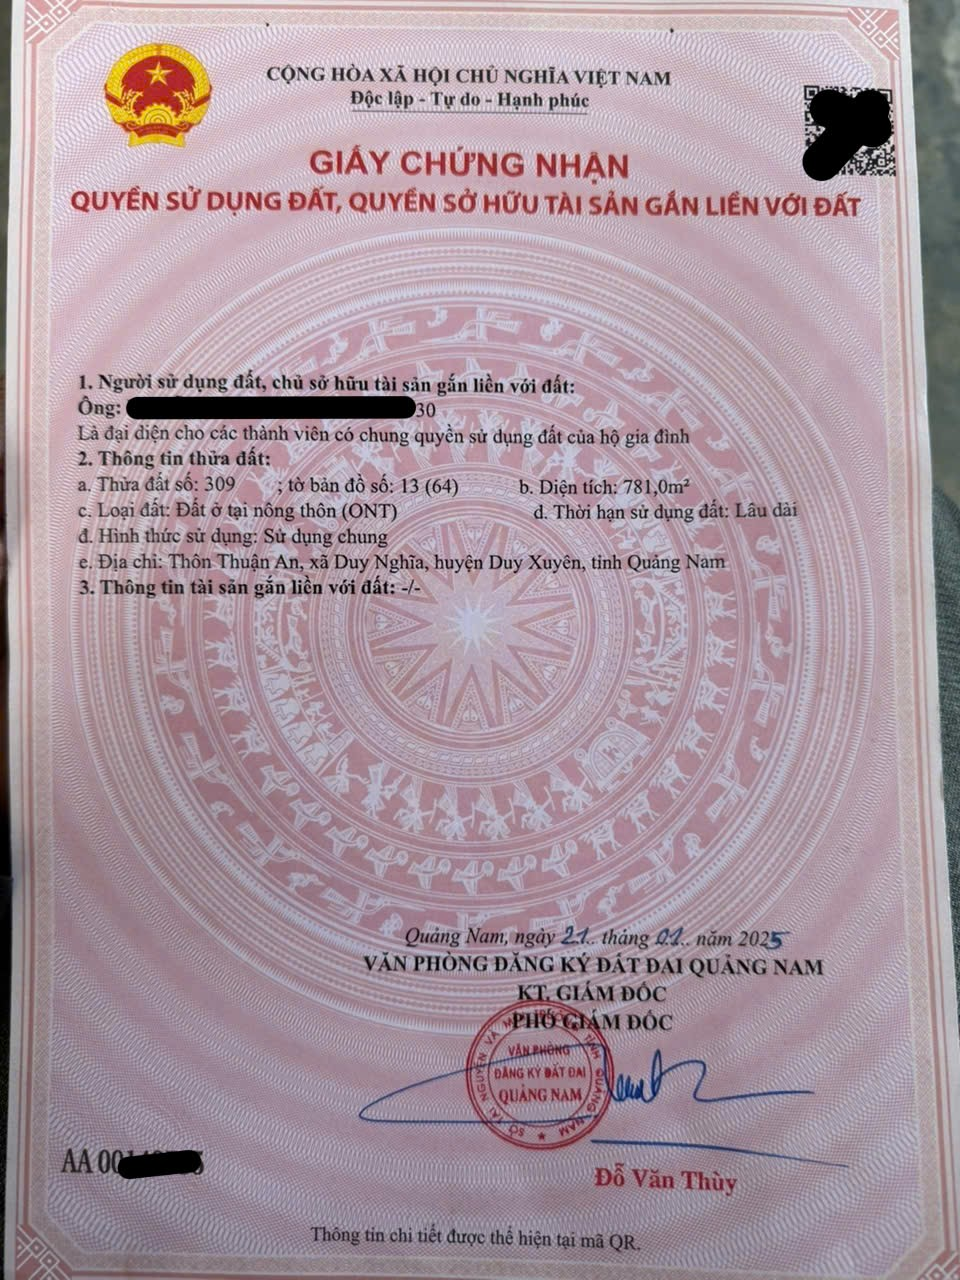 CỘNG HÒA XÃ HỘI CHỦ NGHĨA VIỆT NAM
Độc lập - Tự do - Hạnh phúc
GIẤY CHỨNG NHẬN
QUYỀN SỬ DỤNG ĐẤT, QUYỀN SỞ HỮU TÀI SẢN GẮN LIỀN VỚI ĐẤT
1. Người sử dụng đất, chủ sở hữu tài sản gắn liền với đất:
Ông: 30
Là đại diện cho các thành viên có chung quyền sử dụng đất của hộ gia đình
2. Thông tin thửa đất:
a. Thửa đất số: 309 ; tờ bản đồ số: 13 (64) b. Diện tích: 781,0m²
c. Loại đất: Đất ở tại nông thôn (ONT) d. Thời hạn sử dụng đất: Lâu dài
đ. Hình thức sử dụng: Sử dụng chung
e. Địa chỉ: Thôn Thuận An, xã Duy Nghĩa, huyện Duy Xuyên, tỉnh Quảng Nam
3. Thông tin tài sản gắn liền với đất: -/-
Quảng Nam, ngày 21.. tháng 01.. năm 2025
VĂN PHÒNG ĐĂNG KÝ ĐẤT ĐAI QUẢNG NAM
KT. GIÁM ĐỐC
PHÓ GIÁM ĐỐC
SỞ TÀI NGUYÊN VÀ TỈNH QUẢNG NAM
VĂN PHÒNG
ĐĂNG KÝ ĐẤT ĐAI
QUẢNG NAM
Đỗ Văn Thùy
AA 00
Thông tin chi tiết được thể hiện tại mã QR.